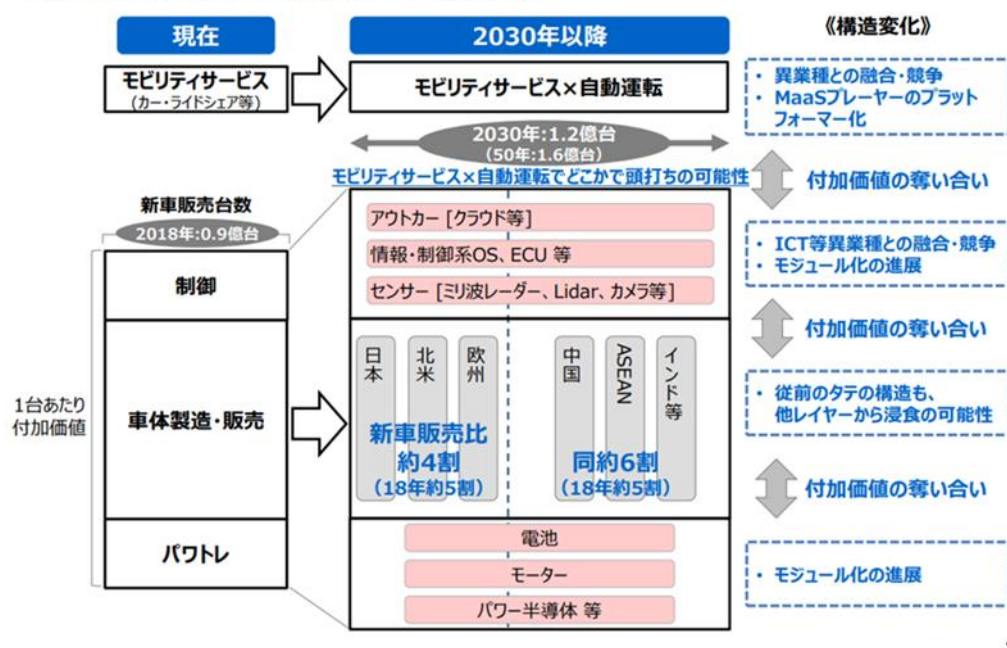 現在
2030年以降
《構造変化》
モビリティサービス
(カー・ライドシェア等)
モビリティサービス×自動運転
・ 異業種との融合・競争
・ MaaSプレーヤーのプラット
フォーマー化
2030年:1.2億台
(50年:1.6億台)
モビリティサービス×自動運転でどこかで頭打ちの可能性
付加価値の奪い合い
新車販売台数
2018年:0.9億台
アウトカー [クラウド等]
情報・制御系OS、ECU 等
センサー [ミリ波レーダー、Lidar、カメラ等]
・ ICT等異業種との融合・競争
・ モジュール化の進展
制御
付加価値の奪い合い
1台あたり
付加価値
車体製造・販売
日本
北米
欧州
中国
ASEAN
インド等
新車販売比
約4割
(18年約5割)
同約6割
(18年約5割)
・ 従前のタテの構造も、
他レイヤーから浸食の可能性
付加価値の奪い合い
パワトレ
電池
モーター
パワー半導体 等
・ モジュール化の進展